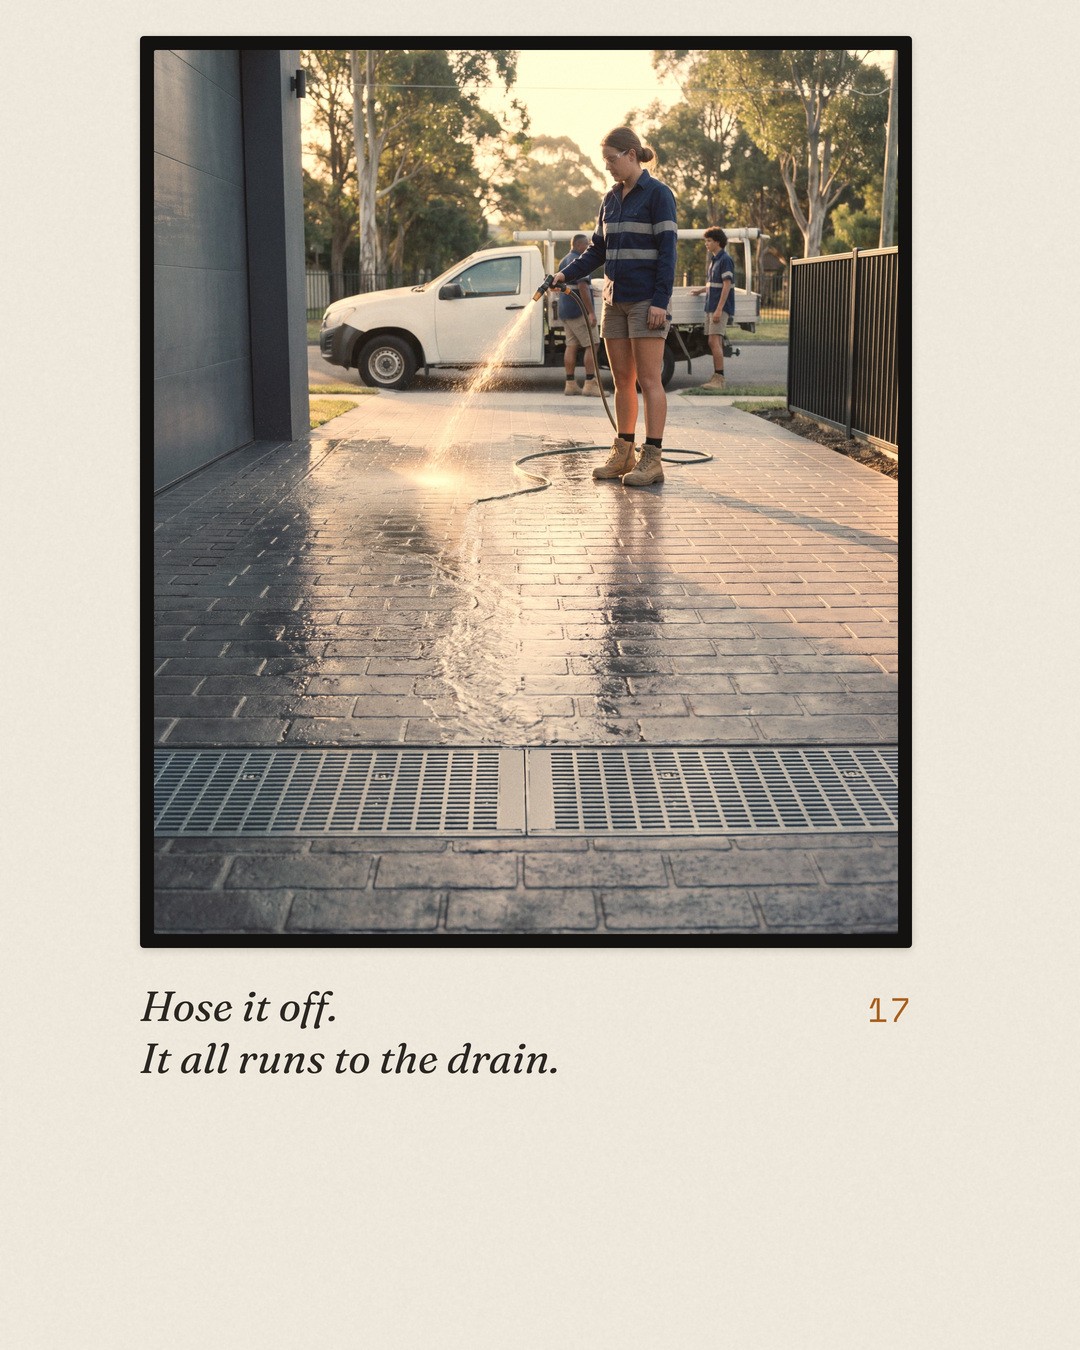 Hose it off.
17
It all runs to the drain.